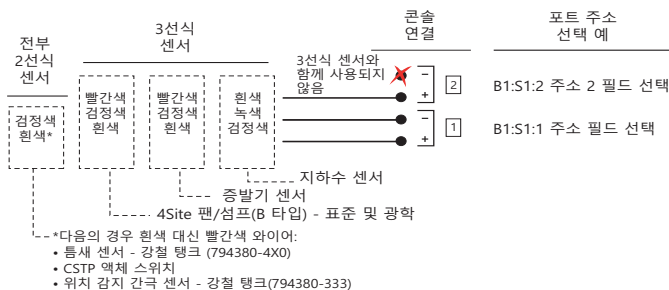 전부
2선식
센서
3선식
센서
콘솔
연결
포트 주소
선택 예
3선식 센서와
함께 사용되지
않음
검정색
흰색*
빨간색
검정색
흰색
빨간색
검정색
흰색
흰색
녹색
검정색
-
+
2
B1:S1:2 주소 2 필드 선택
-
+
1
B1:S1:1 주소 필드 선택
지하수 센서
증발기 센서
4Site 팬/섬프(B 타입) - 표준 및 광학
*다음의 경우 흰색 대신 빨간색 와이어:
• 틈새 센서 - 강철 탱크 (794380-4X0)
• CSTP 액체 스위치
• 위치 감지 간극 센서 - 강철 탱크(794380-333)